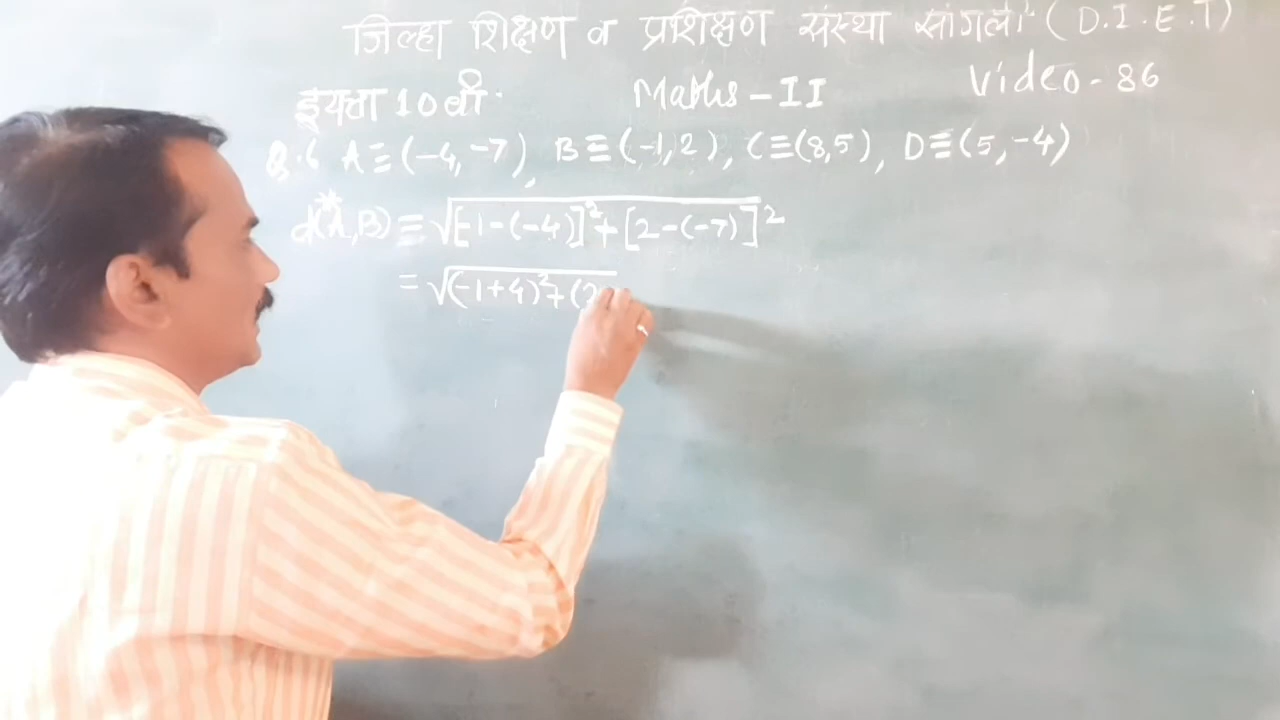 जिल्हा शिक्षण व प्रशिक्षण संस्था सांगली (D.I.E.T)
इयत्ता 10 वी. Maths - II Video - 86
Q.6 A ≡ (-4, -7), B ≡ (-1, 2), C ≡ (8, 5), D ≡ (5, -4)
d(A, B) ≡ √[-1-(-4)]² + [2-(-7)]²
= √(-1+4)² + (2